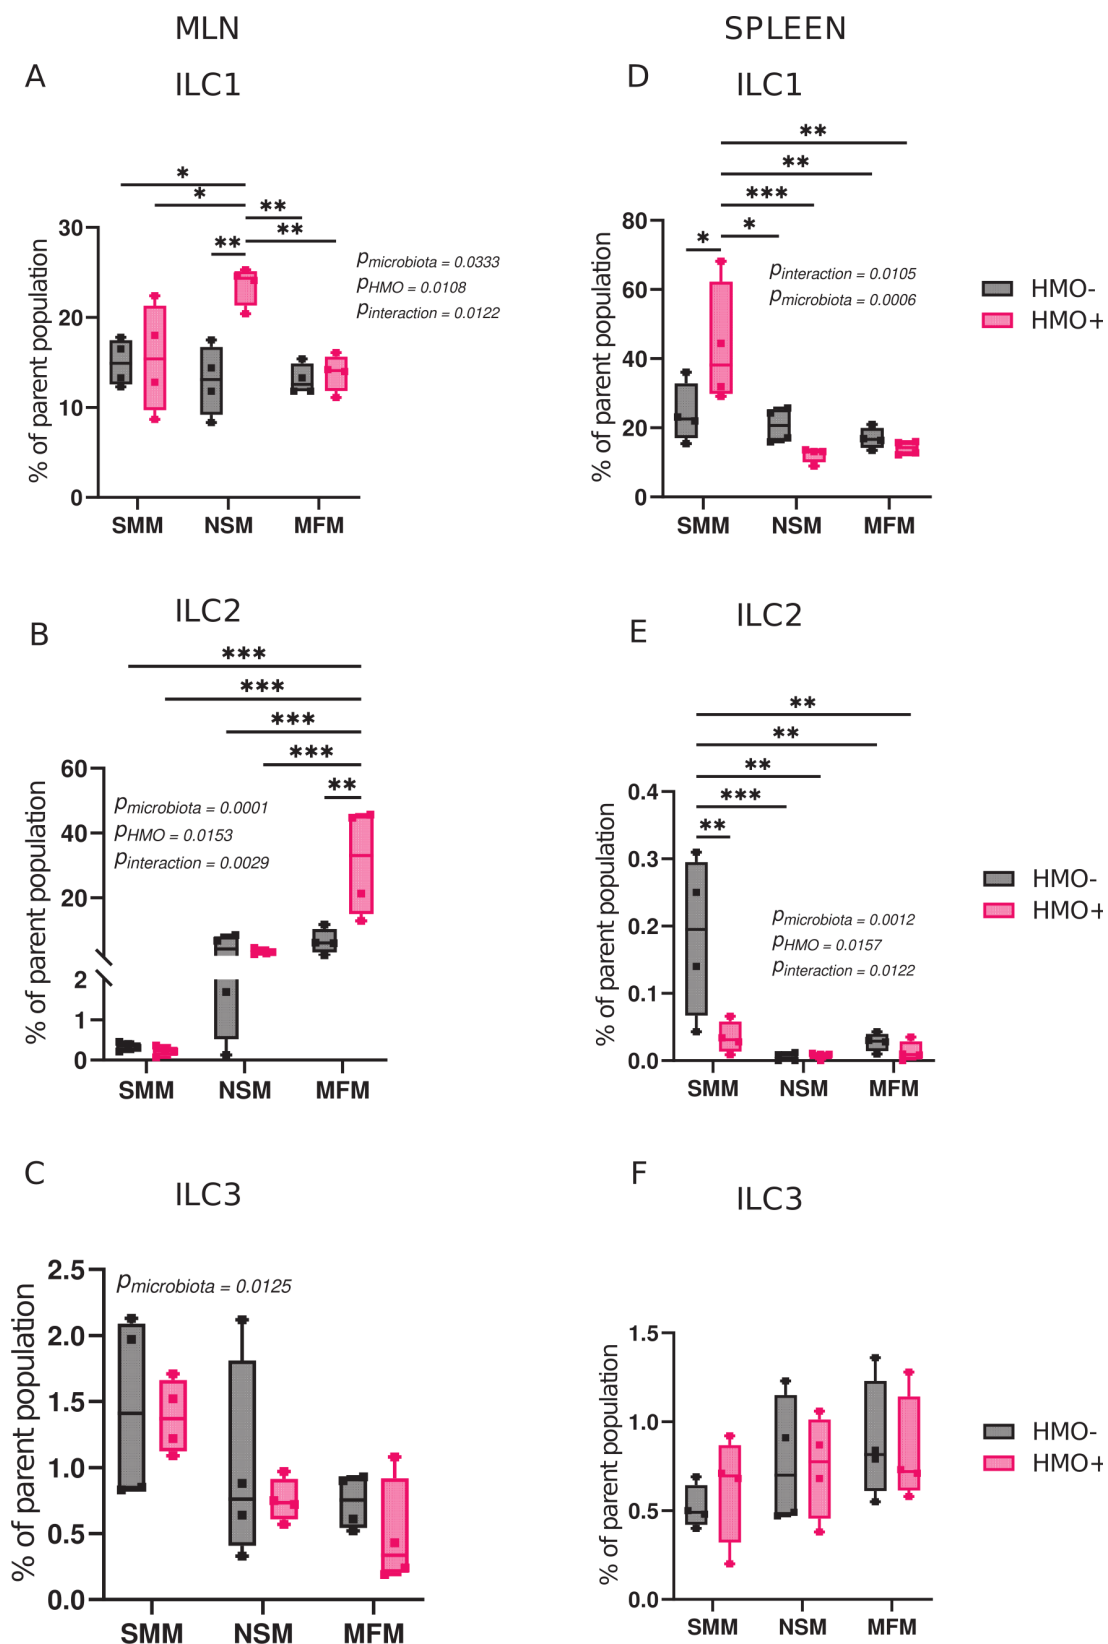 MLN
SPLEEN
A
ILC1
*
*
**
**
**
30
20
10
0
% of parent population
pmicrobiota = 0.0333
pHMO = 0.0108
pinteraction = 0.0122
SMM NSM MFM
D
ILC1
**
**
***
*
*
80
60
40
20
0
% of parent population
pinteraction = 0.0105
pmicrobiota = 0.0006
SMM NSM MFM
HMO-
HMO+
B
ILC2
***
***
***
***
**
60
40
20
2
1
0
% of parent population
pmicrobiota = 0.0001
pHMO = 0.0153
pinteraction = 0.0029
SMM NSM MFM
E
ILC2
**
**
**
***
**
0.4
0.3
0.2
0.1
0.0
% of parent population
pmicrobiota = 0.0012
pHMO = 0.0157
pinteraction = 0.0122
SMM NSM MFM
HMO-
HMO+
C
ILC3
2.5
2.0
1.5
1.0
0.5
0.0
% of parent population
pmicrobiota = 0.0125
SMM NSM MFM
F
ILC3
1.5
1.0
0.5
0.0
% of parent population
SMM NSM MFM
HMO-
HMO+